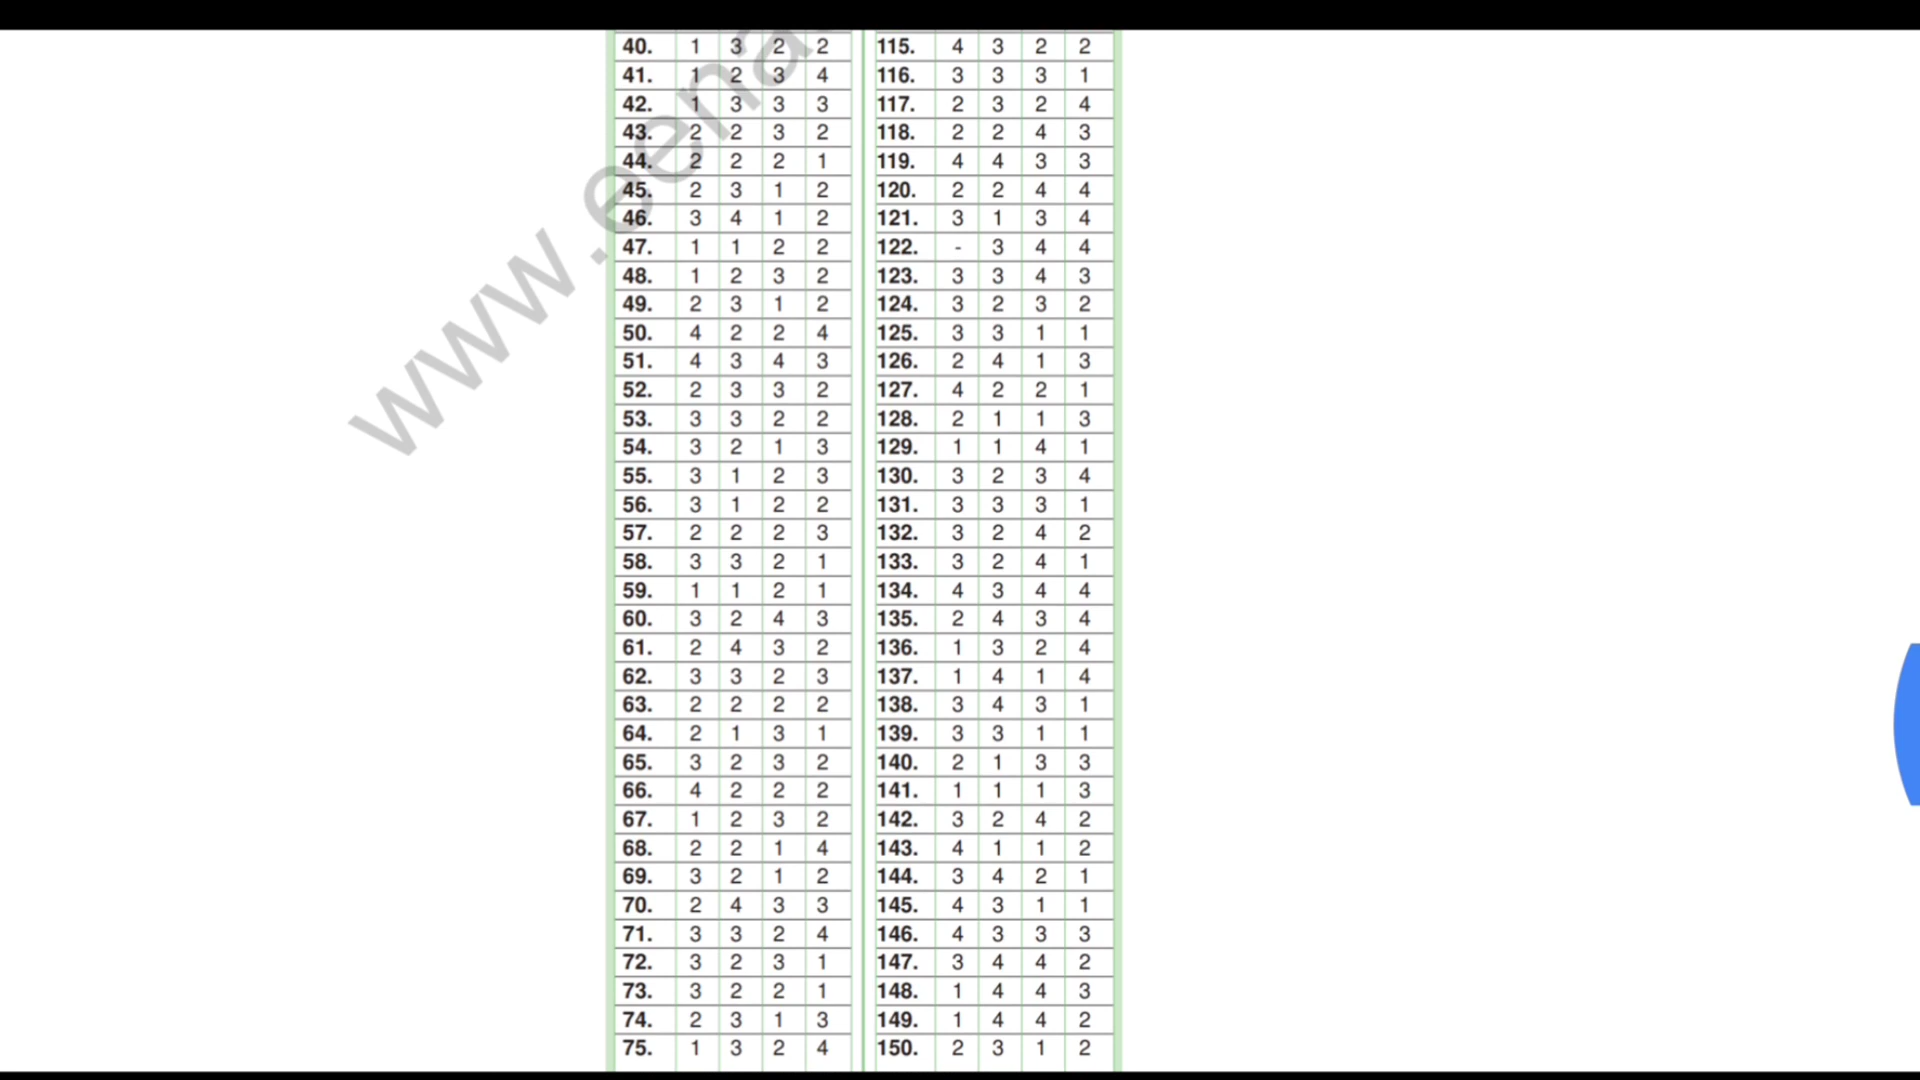 40. 1 3 2 2
41. 1 2 3 4
42. 1 3 3 3
43. 2 2 3 2
44. 2 2 2 1
45. 2 3 1 2
46. 3 4 1 2
47. 1 1 2 2
48. 1 2 3 2
49. 2 3 1 2
50. 4 2 2 4
51. 4 3 4 3
52. 2 3 3 2
53. 3 3 2 2
54. 3 2 1 3
55. 3 1 2 3
56. 3 1 2 2
57. 2 2 2 3
58. 3 3 2 1
59. 1 1 2 1
60. 3 2 4 3
61. 2 4 3 2
62. 3 3 2 3
63. 2 2 2 2
64. 2 1 3 1
65. 3 2 3 2
66. 4 2 2 2
67. 1 2 3 2
68. 2 2 1 4
69. 3 2 1 2
70. 2 4 3 3
71. 3 3 2 4
72. 3 2 3 1
73. 3 2 2 1
74. 2 3 1 3
75. 1 3 2 4
115. 4 3 2 2
116. 3 3 3 1
117. 2 3 2 4
118. 2 2 4 3
119. 4 4 3 3
120. 2 2 4 4
121. 3 1 3 4
122. - 3 4 4
123. 3 3 4 3
124. 3 2 3 2
125. 3 3 1 1
126. 2 4 1 3
127. 4 2 2 1
128. 2 1 1 3
129. 1 1 4 1
130. 3 2 3 4
131. 3 3 3 1
132. 3 2 4 2
133. 3 2 4 1
134. 4 3 4 4
135. 2 4 3 4
136. 1 3 2 4
137. 1 4 1 4
138. 3 4 3 1
139. 3 3 1 1
140. 2 1 3 3
141. 1 1 1 3
142. 3 2 4 2
143. 4 1 1 2
144. 3 4 2 1
145. 4 3 1 1
146. 4 3 3 3
147. 3 4 4 2
148. 1 4 4 3
149. 1 4 4 2
150. 2 3 1 2
www.eena